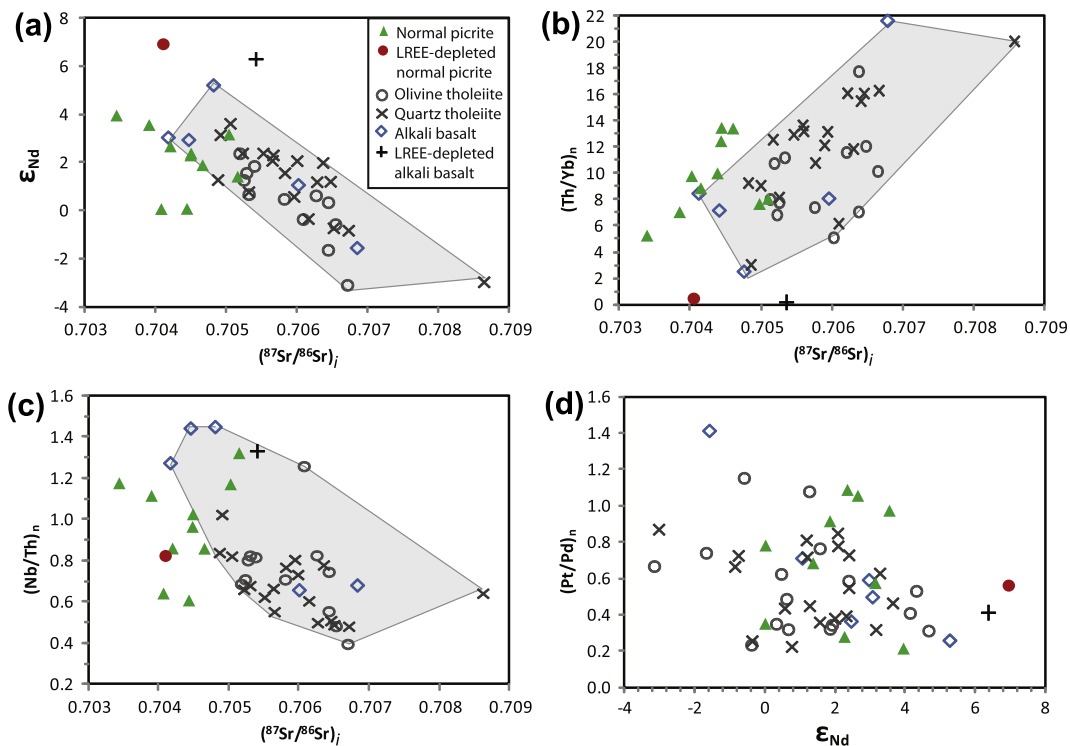 (a)
8
6
4
2
0
-2
-4
εNd
0.703 0.704 0.705 0.706 0.707 0.708 0.709
(87Sr/86Sr)i
Normal picrite
LREE-depleted
normal picrite
Olivine tholeiite
Quartz tholeiite
Alkali basalt
LREE-depleted
alkali basalt
(b)
22
20
18
16
14
12
10
8
6
4
2
0
(Th/Yb)n
0.703 0.704 0.705 0.706 0.707 0.708 0.709
(87Sr/86Sr)i
(c)
1.6
1.4
1.2
1.0
0.8
0.6
0.4
0.2
(Nb/Th)n
0.703 0.704 0.705 0.706 0.707 0.708 0.709
(87Sr/86Sr)i
(d)
1.6
1.4
1.2
1.0
0.8
0.6
0.4
0.2
0.0
(Pt/Pd)n
-4 -2 0 2 4 6 8
εNd